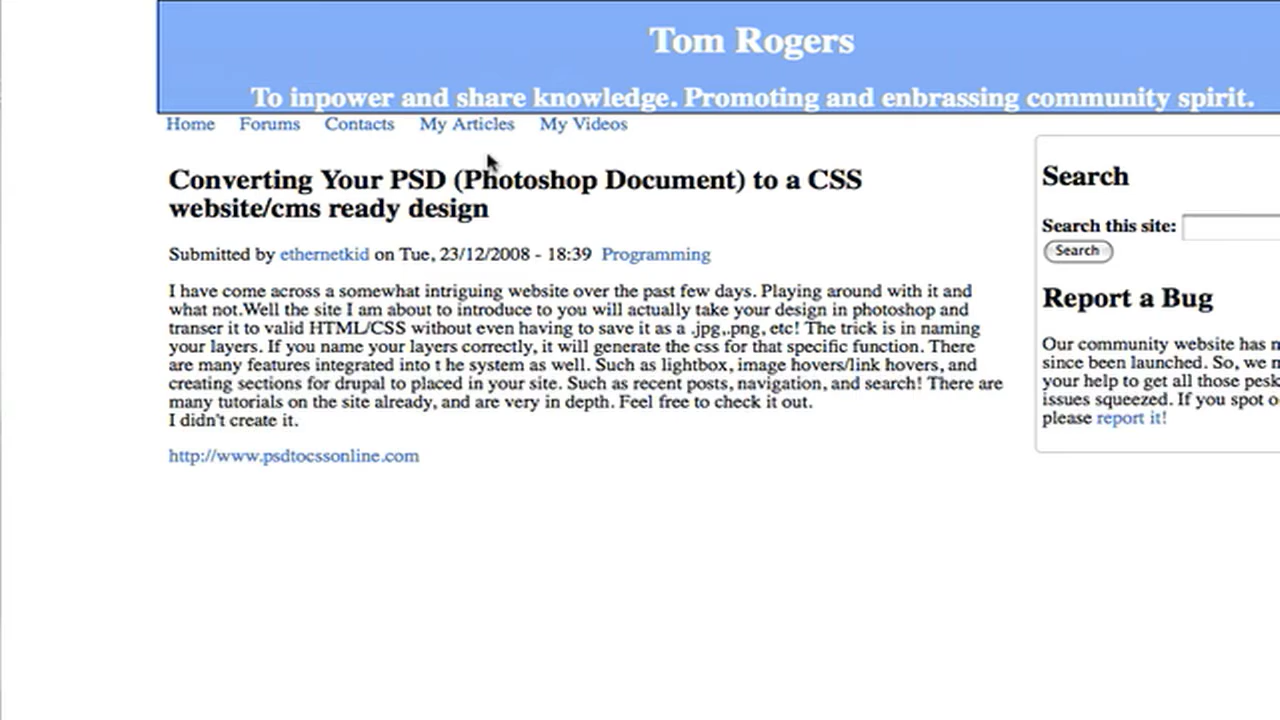 Tom Rogers
To inpower and share knowledge. Promoting and enbrassing community spirit.
Home Forums Contacts My Articles My Videos
Converting Your PSD (Photoshop Document) to a CSS
website/cms ready design
Submitted by ethernetkid on Tue, 23/12/2008 - 18:39 Programming
I have come across a somewhat intriguing website over the past few days. Playing around with it and
what not.Well the site I am about to introduce to you will actually take your design in photoshop and
transer it to valid HTML/CSS without even having to save it as a .jpg,.png, etc! The trick is in naming
your layers. If you name your layers correctly, it will generate the css for that specific function. There
are many features integrated into t he system as well. Such as lightbox, image hovers/link hovers, and
creating sections for drupal to placed in your site. Such as recent posts, navigation, and search! There are
many tutorials on the site already, and are very in depth. Feel free to check it out.
I didn't create it.
http://www.psdtocssonline.com
Search
Search this site:
Search
Report a Bug
Our community website has
since been launched. So, we
your help to get all those
issues squeezed. If you spot
please report it!